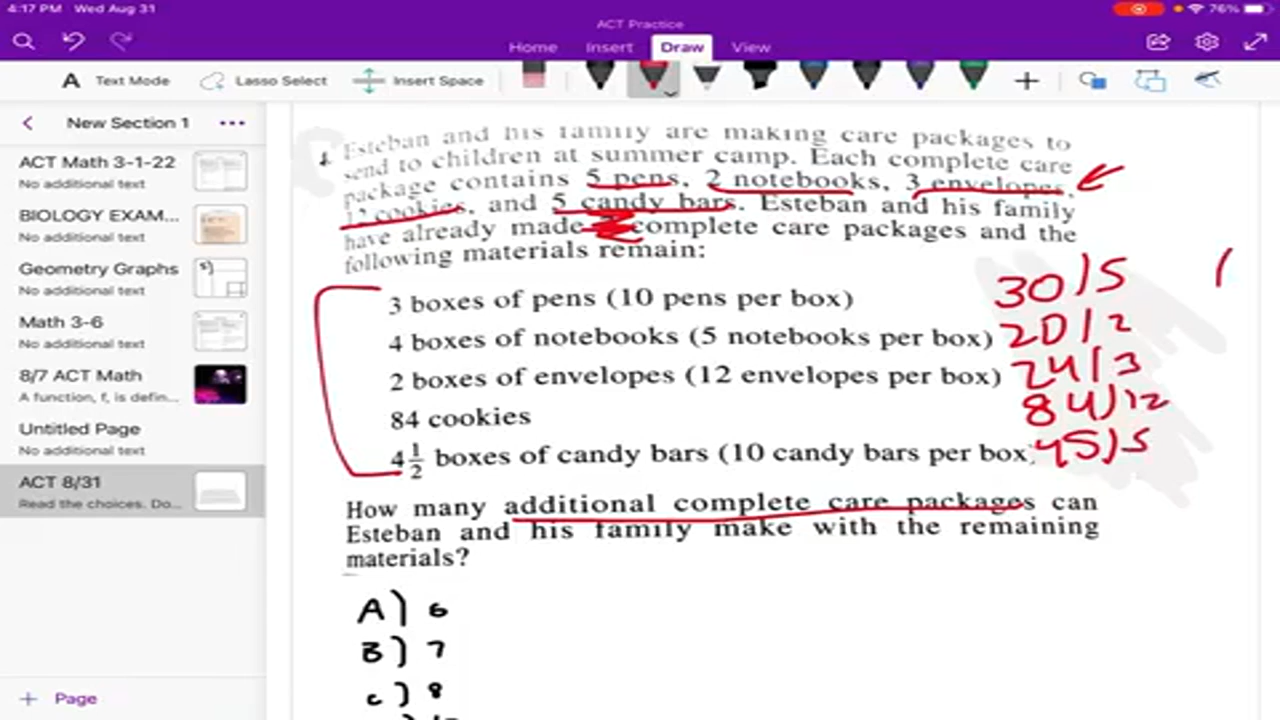 4:17 PM Wed Aug 31
76%
ACT Practice
Home Insert Draw View
Text Mode Lasso Select Insert Space
New Section 1
ACT Math 3-1-22
No additional text
BIOLOGY EXAM...
No additional text
Geometry Graphs
No additional text
Math 3-6
No additional text
8/7 ACT Math
A function, f, is defin...
Untitled Page
No additional text
ACT 8/31
Read the choices. Do...
Page
Esteban and his family are making care packages to
send to children at summer camp. Each complete care
package contains 5 pens, 2 notebooks, 3 envelopes,
12 cookies, and 5 candy bars. Esteban and his family
have already made complete care packages and the
following materials remain:
3 boxes of pens (10 pens per box)
30/5
4 boxes of notebooks (5 notebooks per box)
20/2
2 boxes of envelopes (12 envelopes per box)
24/3
84 cookies
84/12
4 1/2 boxes of candy bars (10 candy bars per box
45/5
How many additional complete care packages can
Esteban and his family make with the remaining
materials?
A) 6
B) 7
C) 8